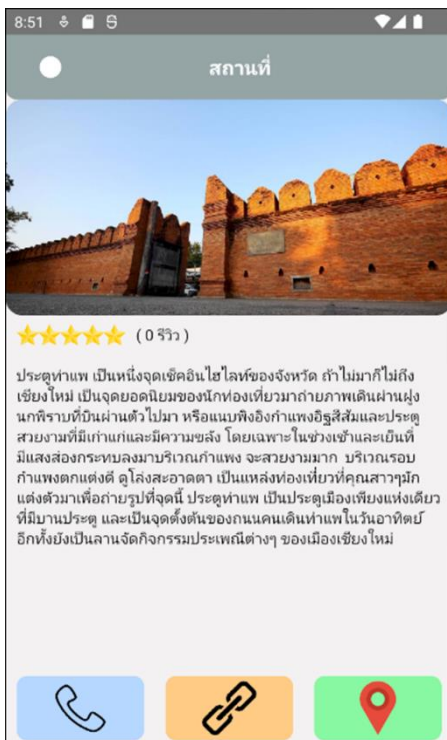 8:51
สถานที่
( 0 รีวิว )
ประตูท่าแพ เป็นหนึ่งจุดเช็คอินไฮไลท์ของจังหวัด ถ้าไม่มาก็ไม่ถึง
เชียงใหม่ เป็นจุดยอดนิยมของนักท่องเที่ยวมาถ่ายภาพเดินผ่านฝูง
นกพิราบที่บินผ่านตัวไปมา หรือแนบพิงอิงกำแพงอิฐสีส้มและประตู
สวยงามที่มีเก่าแก่และมีความขลัง โดยเฉพาะในช่วงเช้าและเย็นที่
มีแสงส่องกระทบลงมาบริเวณกำแพง จะสวยงามมาก บริเวณรอบ
กำแพงตกแต่งดี ดูโล่งสะอาดตา เป็นแหล่งท่องเที่ยวที่คุณสาวๆมัก
แต่งตัวมาเพื่อถ่ายรูปที่จุดนี้ ประตูท่าแพ เป็นประตูเมืองเพียงแห่งเดียว
ที่มีบานประตู และเป็นจุดตั้งต้นของถนนคนเดินท่าแพในวันอาทิตย์
อีกทั้งยังเป็นลานจัดกิจกรรมประเพณีต่างๆ ของเมืองเชียงใหม่